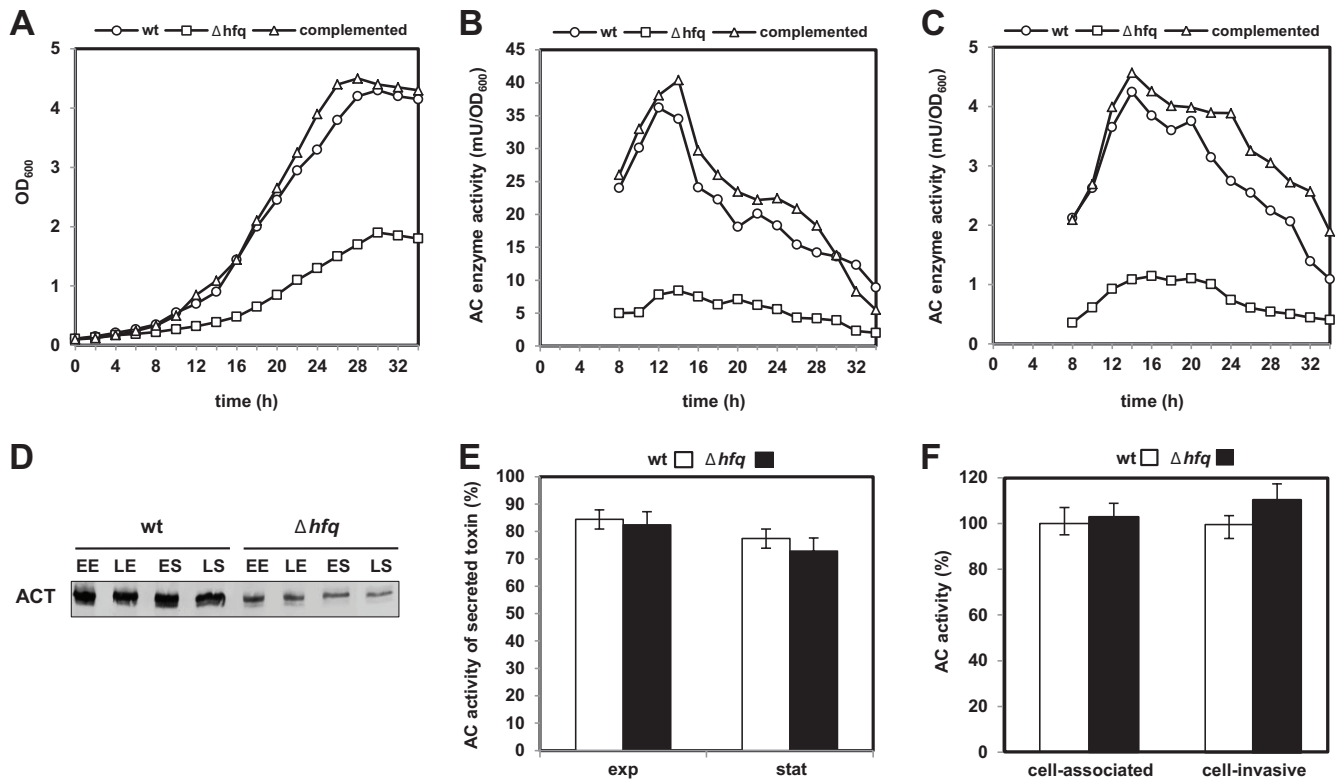 A
wt Δhfq complemented
5
4
3
2
1
0
OD600
0 4 8 12 16 20 24 28 32
time (h)
B
wt Δhfq complemented
45
40
35
30
25
20
15
10
5
0
AC enzyme activity (mU/OD600)
0 4 8 12 16 20 24 28 32
time (h)
C
wt Δhfq complemented
5
4
3
2
1
0
AC enzyme activity (mU/OD600)
0 4 8 12 16 20 24 28 32
time (h)
D
wt Δhfq
EE LE ES LS EE LE ES LS
ACT
E
wt Δhfq
100
90
80
70
60
50
40
30
20
10
0
AC activity of secreted toxin (%)
exp stat
F
wt Δhfq
120
100
80
60
40
20
0
AC activity (%)
cell-associated cell-invasive